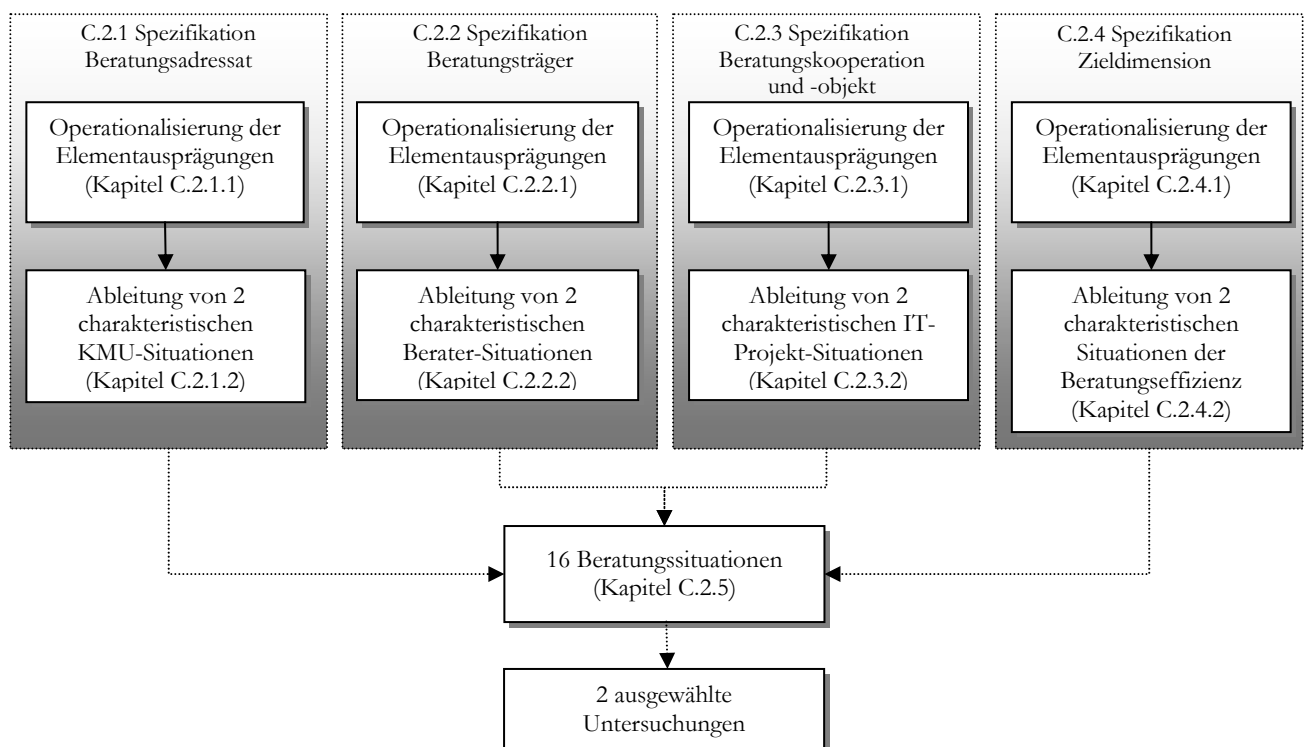 C.2.1 Spezifikation
Beratungsadressat
Operationalisierung der
Elementausprägungen
(Kapitel C.2.1.1)
Ableitung von 2
charakteristischen
KMU-Situationen
(Kapitel C.2.1.2)
C.2.2 Spezifikation
Beratungsträger
Operationalisierung der
Elementausprägungen
(Kapitel C.2.2.1)
Ableitung von 2
charakteristischen
Berater-Situationen
(Kapitel C.2.2.2)
C.2.3 Spezifikation
Beratungskooperation
und -objekt
Operationalisierung der
Elementausprägungen
(Kapitel C.2.3.1)
Ableitung von 2
charakteristischen IT-
Projekt-Situationen
(Kapitel C.2.3.2)
C.2.4 Spezifikation
Zieldimension
Operationalisierung der
Elementausprägungen
(Kapitel C.2.4.1)
Ableitung von 2
charakteristischen
Situationen der
Beratungseffizienz
(Kapitel C.2.4.2)
16 Beratungssituationen
(Kapitel C.2.5)
2 ausgewählte
Untersuchungen